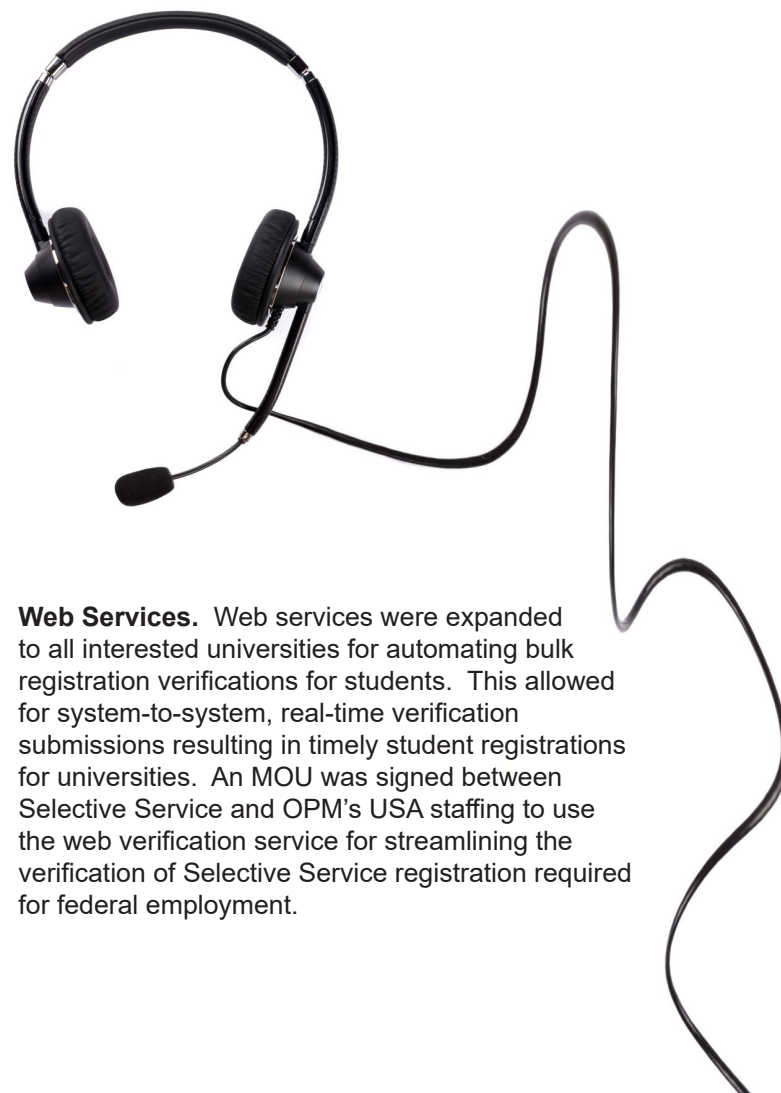 Web Services.  Web services were expanded
to all interested universities for automating bulk
registration verifications for students.  This allowed
for system-to-system, real-time verification
submissions resulting in timely student registrations
for universities.  An MOU was signed between
Selective Service and OPM’s USA staffing to use
the web verification service for streamlining the
verification of Selective Service registration required
for federal employment.